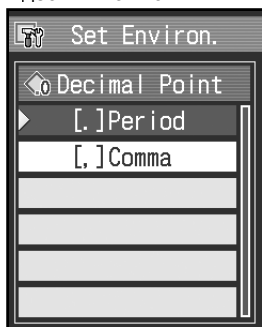 Set Environ.
Decimal Point
[.]Period
[,]Comma